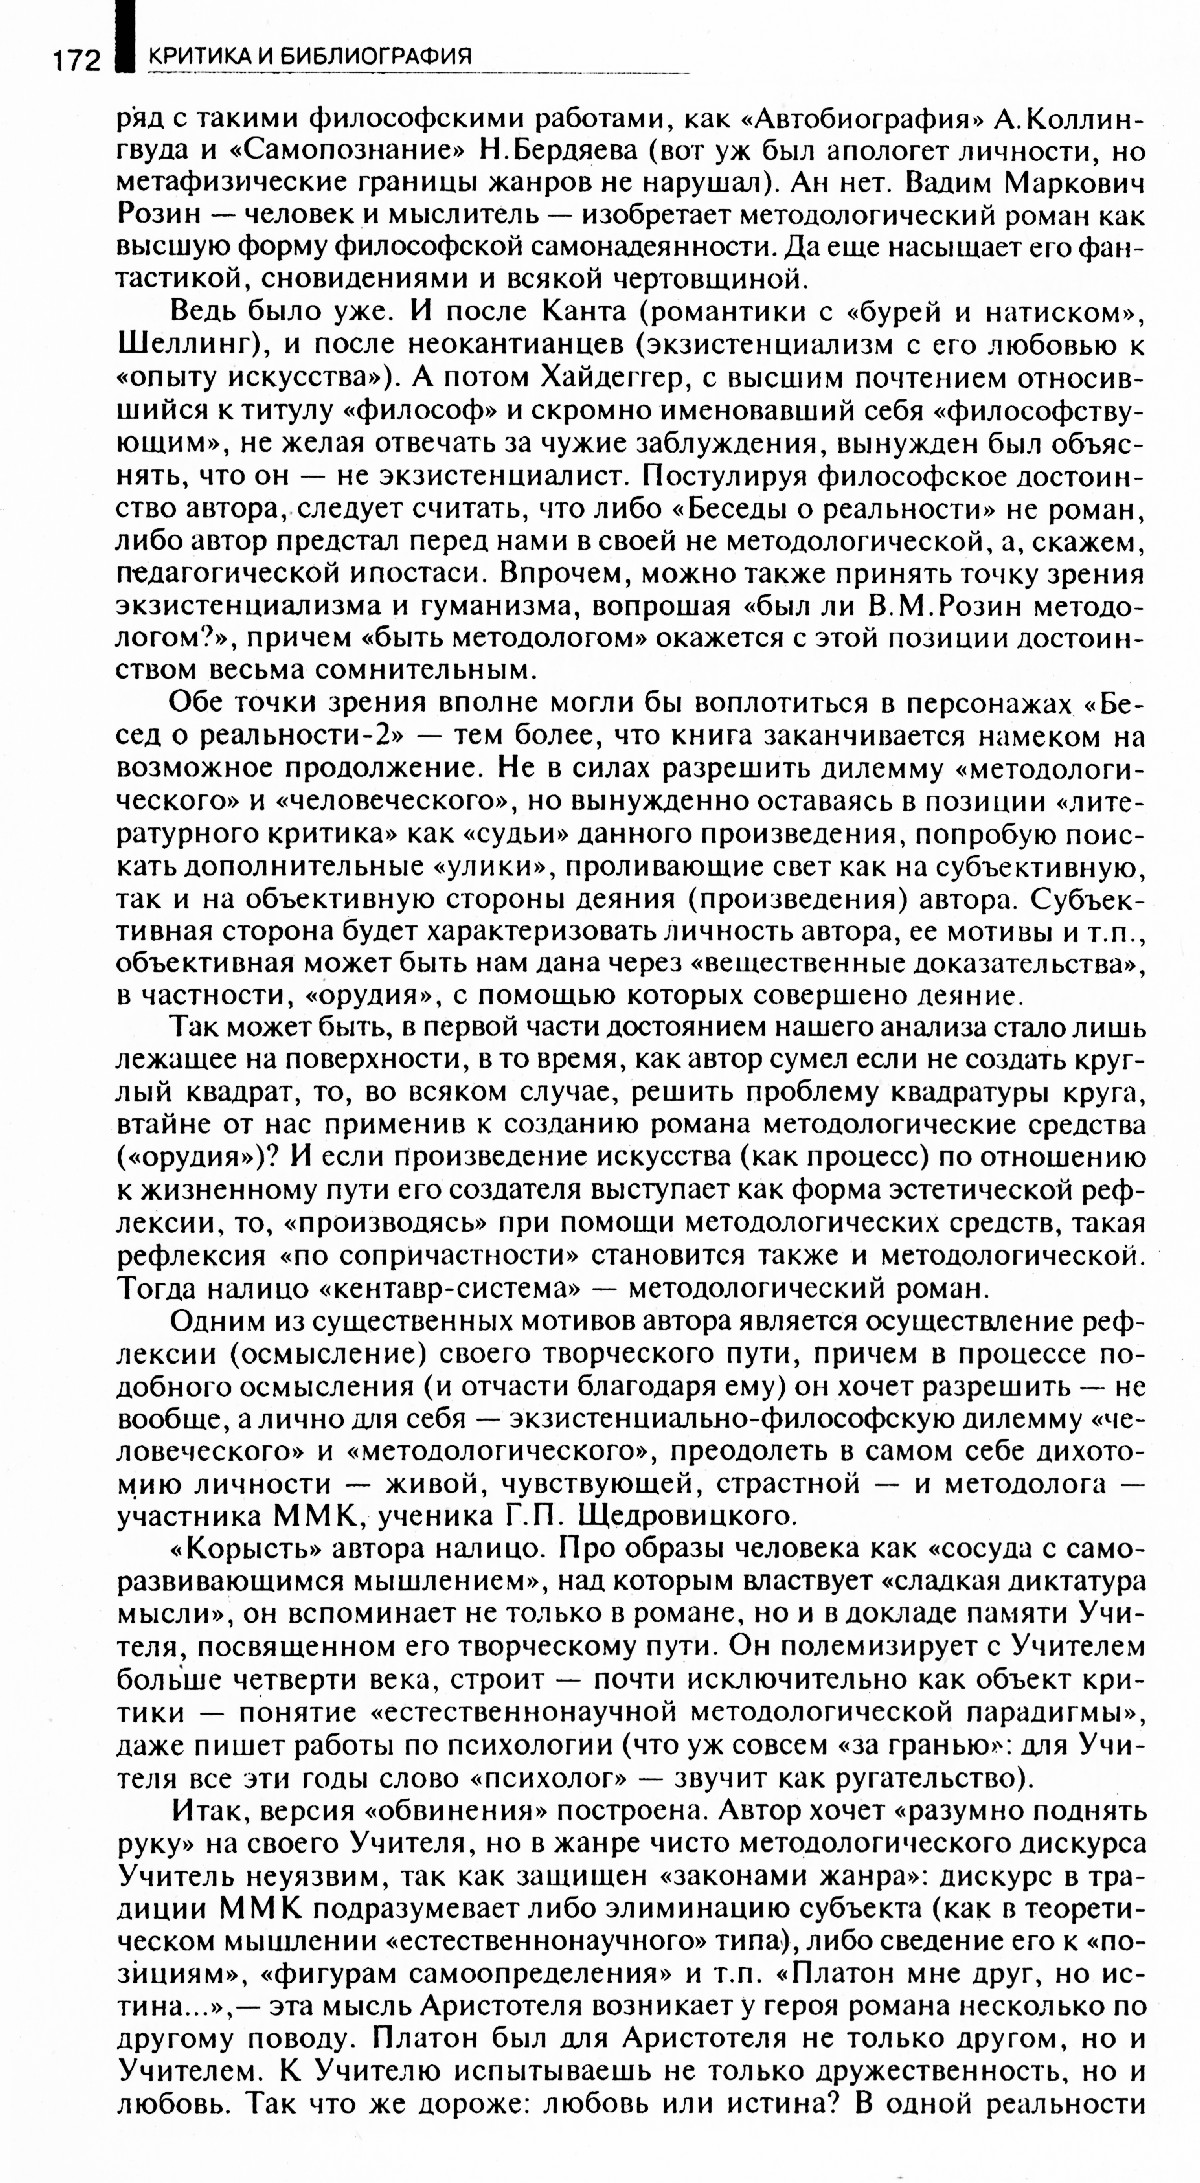 172 КРИТИКА И БИБЛИОГРАФИЯ
ряд с такими философскими работами, как «Автобиография» А.Коллин-
гвуда и «Самопознание» Н.Бердяева (вот уж был апологет личности, но
метафизические границы жанров не нарушал). Ан нет. Вадим Маркович
Розин — человек и мыслитель — изобретает методологический роман как
высшую форму философской самонадеянности. Да еще насыщает его фан-
тастикой, сновидениями и всякой чертовщиной.
Ведь было уже. И после Канта (романтики с «бурей и натиском»,
Шеллинг), и после неокантианцев (экзистенциализм с его любовью к
«опыту искусства»). А потом Хайдеггер, с высшим почтением относив-
шийся к титулу «философ» и скромно именовавший себя «философству-
ющим», не желая отвечать за чужие заблуждения, вынужден был объяс-
нять, что он — не экзистенциалист. Постулируя философское достоин-
ство автора, следует считать, что либо «Беседы о реальности» не роман,
либо автор предстал перед нами в своей не методологической, а, скажем,
педагогической ипостаси. Впрочем, можно также принять точку зрения
экзистенциализма и гуманизма, вопрошая «был ли В.М.Розин методо-
логом?», причем «быть методологом» окажется с этой позиции достоин-
ством весьма сомнительным.
Обе точки зрения вполне могли бы воплотиться в персонажах «Бе-
сед о реальности-2» — тем более, что книга заканчивается намеком на
возможное продолжение. Не в силах разрешить дилемму «методологи-
ческого» и «человеческого», но вынужденно оставаясь в позиции «лите-
ратурного критика» как «судьи» данного произведения, попробую поис-
кать дополнительные «улики», проливающие свет как на субъективную,
так и на объективную стороны деяния (произведения) автора. Субъек-
тивная сторона будет характеризовать личность автора, ее мотивы и т.п.,
объективная может быть нам дана через «вещественные доказательства»,
в частности, «орудия», с помощью которых совершено деяние.
Так может быть, в первой части достоянием нашего анализа стало лишь
лежащее на поверхности, в то время, как автор сумел если не создать круг-
лый квадрат, то, во всяком случае, решить проблему квадратуры круга,
втайне от нас применив к созданию романа методологические средства
(«орудия»)? И если произведение искусства (как процесс) по отношению
к жизненному пути его создателя выступает как форма эстетической реф-
лексии, то, «производясь» при помощи методологических средств, такая
рефлексия «по сопричастности» становится также и методологической.
Тогда налицо «кентавр-система» — методологический роман.
Одним из существенных мотивов автора является осуществление реф-
лексии (осмысление) своего творческого пути, причем в процессе по-
добного осмысления (и отчасти благодаря ему) он хочет разрешить — не
вообще, а лично для себя — экзистенциально-философскую дилемму «че-
ловеческого» и «методологического», преодолеть в самом себе дихото-
мию личности — живой, чувствующей, страстной — и методолога —
участника ММК, ученика Г.П. Щедровицкого.
«Корысть» автора налицо. Про образы человека как «сосуда с само-
развивающимся мышлением», над которым властвует «сладкая диктатура
мысли», он вспоминает не только в романе, но и в докладе памяти Учи-
теля, посвященном его творческому пути. Он полемизирует с Учителем
больше четверти века, строит — почти исключительно как объект кри-
тики — понятие «естественнонаучной методологической парадигмы»,
даже пишет работы по психологии (что уж совсем «за гранью»: для Учи-
теля все эти годы слово «психолог» — звучит как ругательство).
Итак, версия «обвинения» построена. Автор хочет «разумно поднять
руку» на своего Учителя, но в жанре чисто методологического дискурса
Учитель неуязвим, так как защищен «законами жанра»: дискурс в тра-
диции ММК подразумевает либо элиминацию субъекта (как в теорети-
ческом мышлении «естественнонаучного» типа), либо сведение его к «по-
зициям», «фигурам самоопределения» и т.п. «Платон мне друг, но ис-
тина...»,— эта мысль Аристотеля возникает у героя романа несколько по
другому поводу. Платон был для Аристотеля не только другом, но и
Учителем. К Учителю испытываешь не только дружественность, но и
любовь. Так что же дороже: любовь или истина? В одной реальности